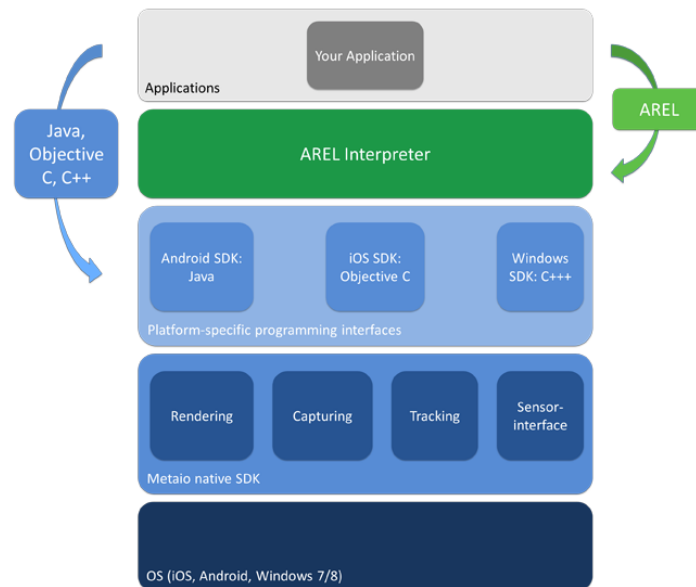 Your Application
Applications
Java,
Objective
C, C++
AREL
AREL Interpreter
Android SDK:
Java
iOS SDK:
Objective C
Windows
SDK: C+++
Platform-specific programming interfaces
Rendering
Capturing
Tracking
Sensor-
interface
Metaio native SDK
OS (iOS, Android, Windows 7/8)